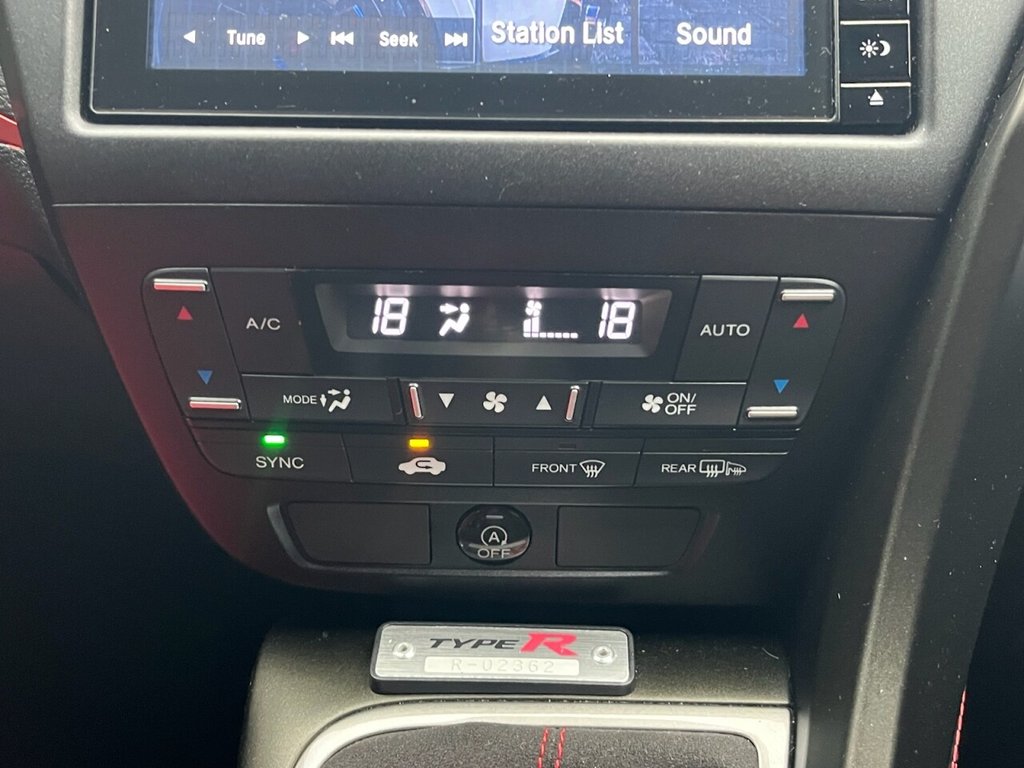 Tune Seek Station List Sound
A/C 18 18 AUTO
MODE ON/
OFF
SYNC FRONT REAR
A
OFF
TYPE R
R-02362